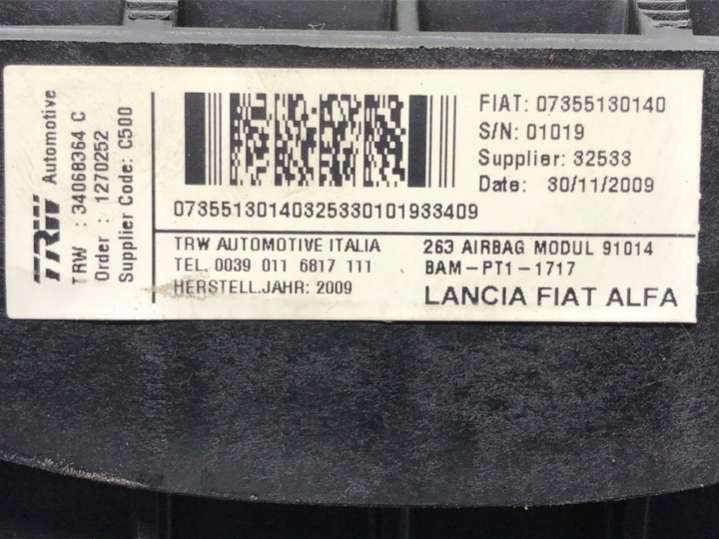 TRW Automotive
TRW : 34068364 C
Order : 1270252
Supplier Code: C500
FIAT: 07355130140
S/N: 01019
Supplier: 32533
Date: 30/11/2009
07355130140325330101933409
TRW AUTOMOTIVE ITALIA
TEL. 0039 011 6817 111
HERSTELL.JAHR: 2009
263 AIRBAG MODUL 91014
BAM-PT1-1717
LANCIA FIAT ALFA